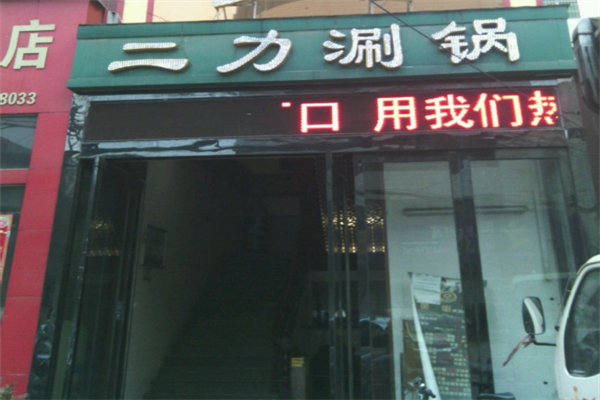 二力涮锅
口 用我们热
店
8033